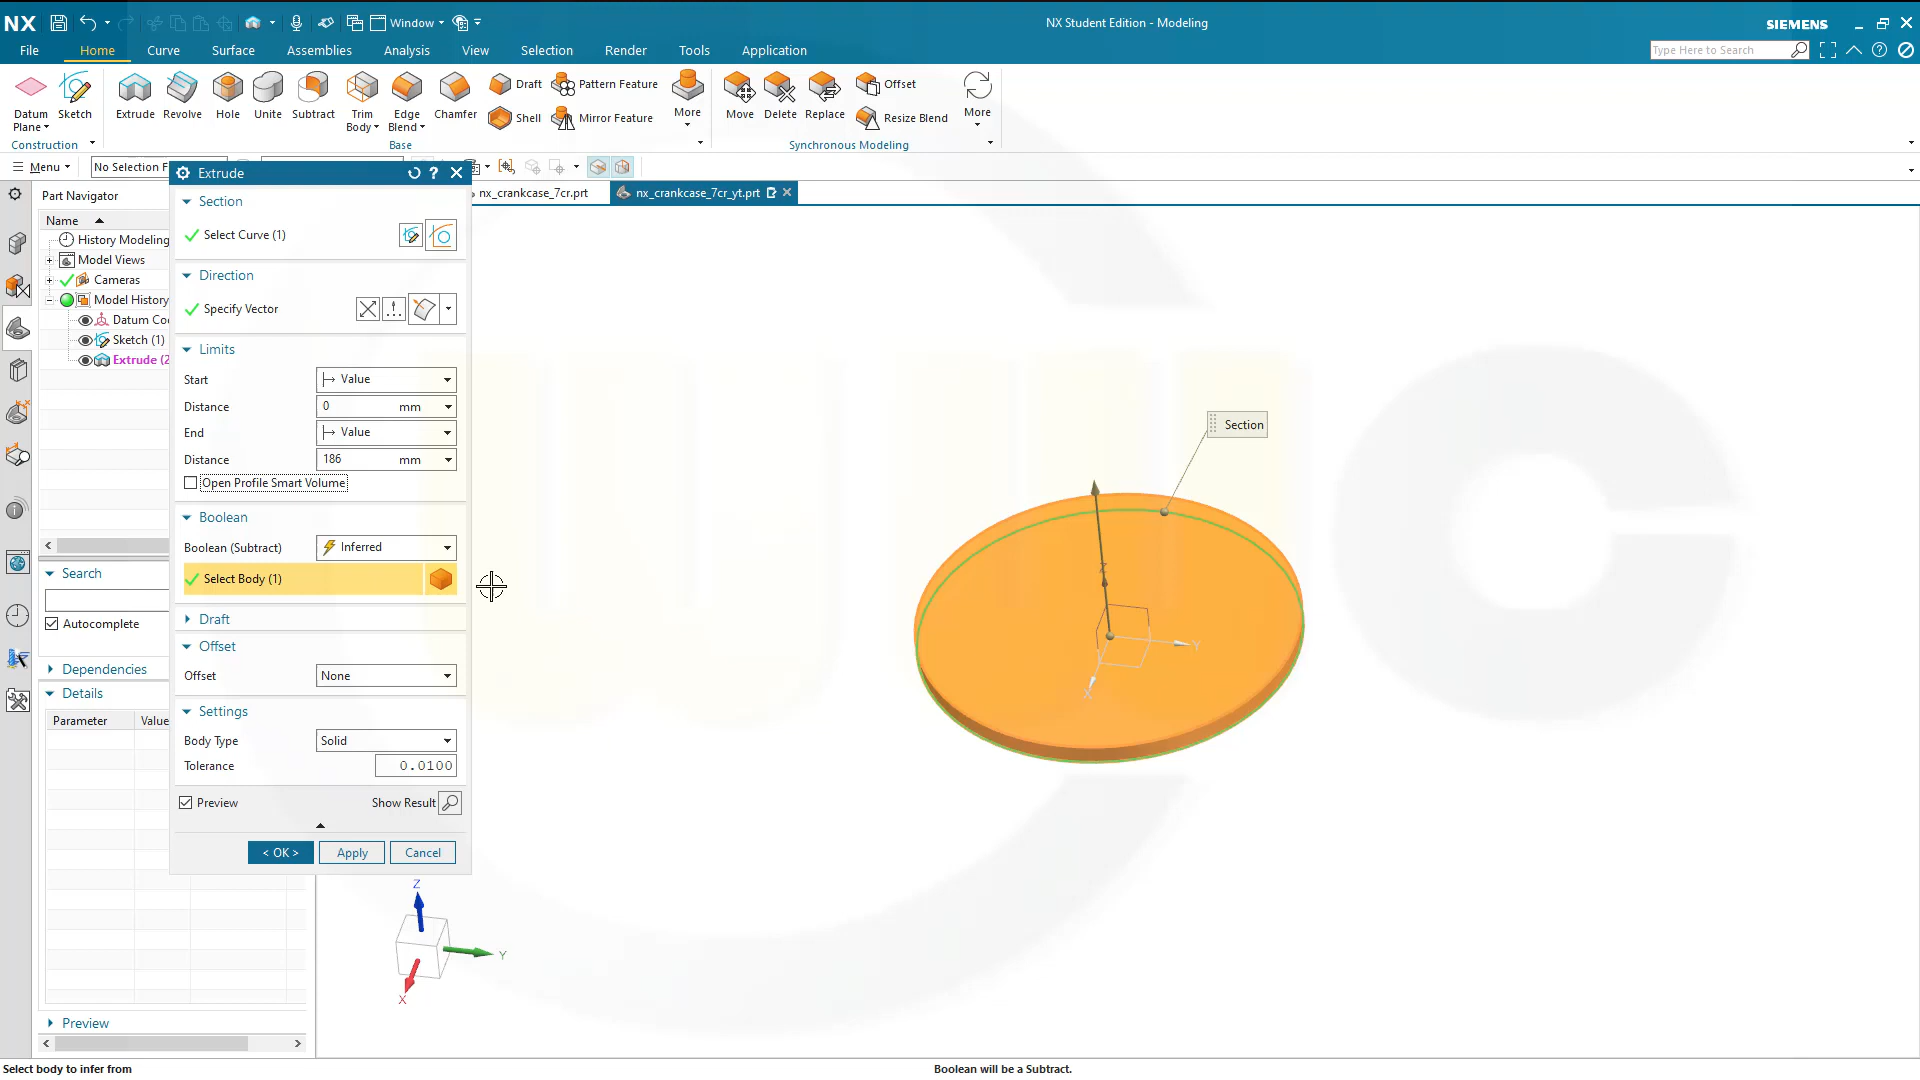 NX
Window
NX Student Edition - Modeling
SIEMENS
File
Home
Curve
Surface
Assemblies
Analysis
View
Selection
Render
Tools
Application
Type Here to Search
Datum
Plane
Sketch
Construction
Extrude
Revolve
Hole
Unite
Subtract
Trim
Body
Edge
Blend
Chamfer
Draft
Shell
Pattern Feature
Mirror Feature
More
Base
Move
Delete
Replace
Offset
Resize Blend
More
Synchronous Modeling
Menu
No Selection F
nx_crankcase_7cr.prt
nx_crankcase_7cr_yt.prt
Part Navigator
Name
History Modeling
Model Views
Cameras
Model History
Datum Coo
Sketch (1)
Extrude (2
Search
Autocomplete
Dependencies
Details
Parameter
Value
Preview
Extrude
Section
Select Curve (1)
Direction
Specify Vector
Limits
Start
Value
Distance
0 mm
End
Value
Distance
186 mm
Open Profile Smart Volume
Boolean
Boolean (Subtract)
Inferred
Select Body (1)
Draft
Offset
Offset
None
Settings
Body Type
Solid
Tolerance
0.0100
Preview
Show Result
< OK >
Apply
Cancel
Section
Z
Y
X
Z
Y
X
Select body to infer from
Boolean will be a Subtract.